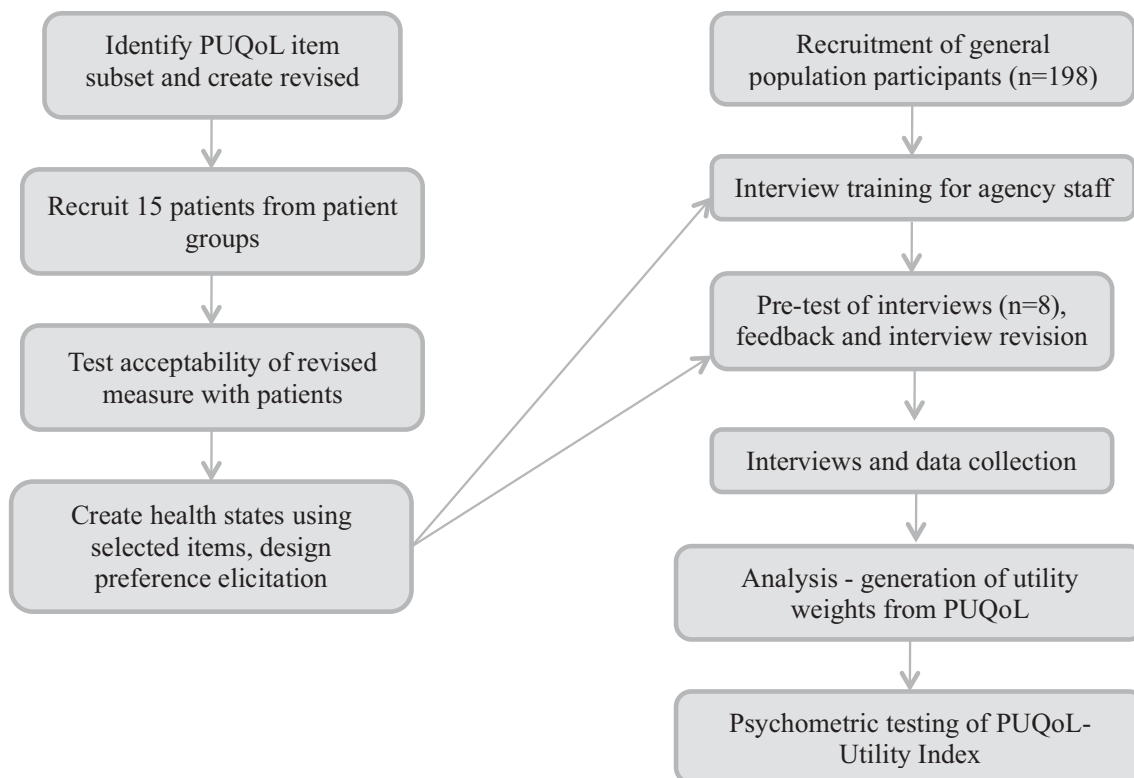 Identify PUQoL item
subset and create revised
Recruit 15 patients from patient
groups
Test acceptability of revised
measure with patients
Create health states using
selected items, design
preference elicitation
Recruitment of general
population participants (n=198)
Interview training for agency staff
Pre-test of interviews (n=8),
feedback and interview revision
Interviews and data collection
Analysis - generation of utility
weights from PUQoL
Psychometric testing of PUQoL-
Utility Index